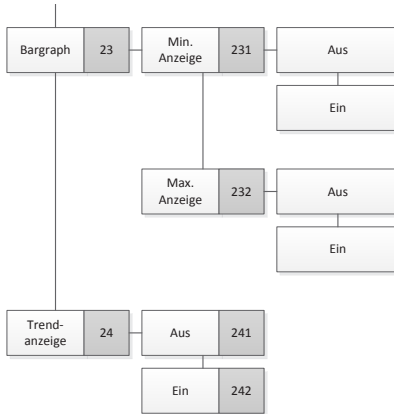 Bargraph 23 Min. Anzeige 231 Aus
Ein
Max. Anzeige 232 Aus
Ein
Trend-
anzeige 24 Aus 241
Ein 242